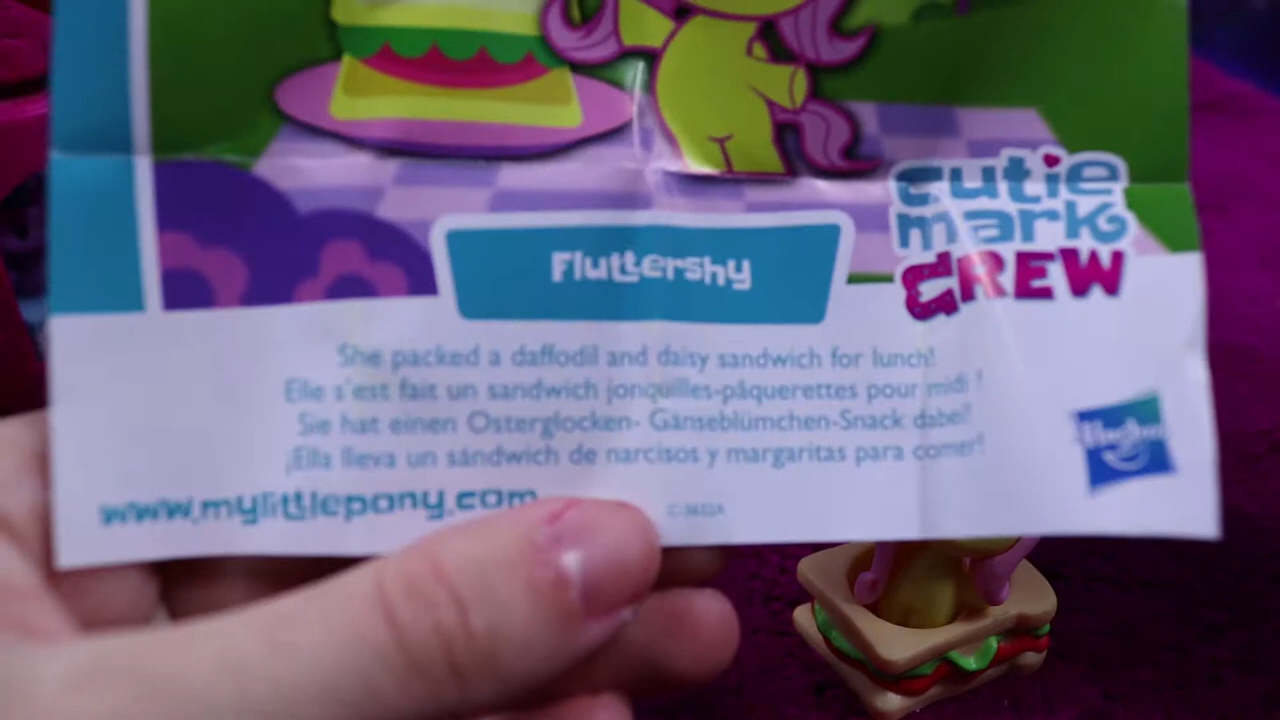 cutie
mark
CREW
Fluttershy
She packed a daffodil and daisy sandwich for lunch!
Elle s'est fait un sandwich jonquilles-pâquerettes pour midi !
Sie hat einen Osterglocken- Gänseblümchen-Snack dabei!
¡Ella lleva un sándwich de narcisos y margaritas para comer!
Hasbro
www.mylittlepony.com